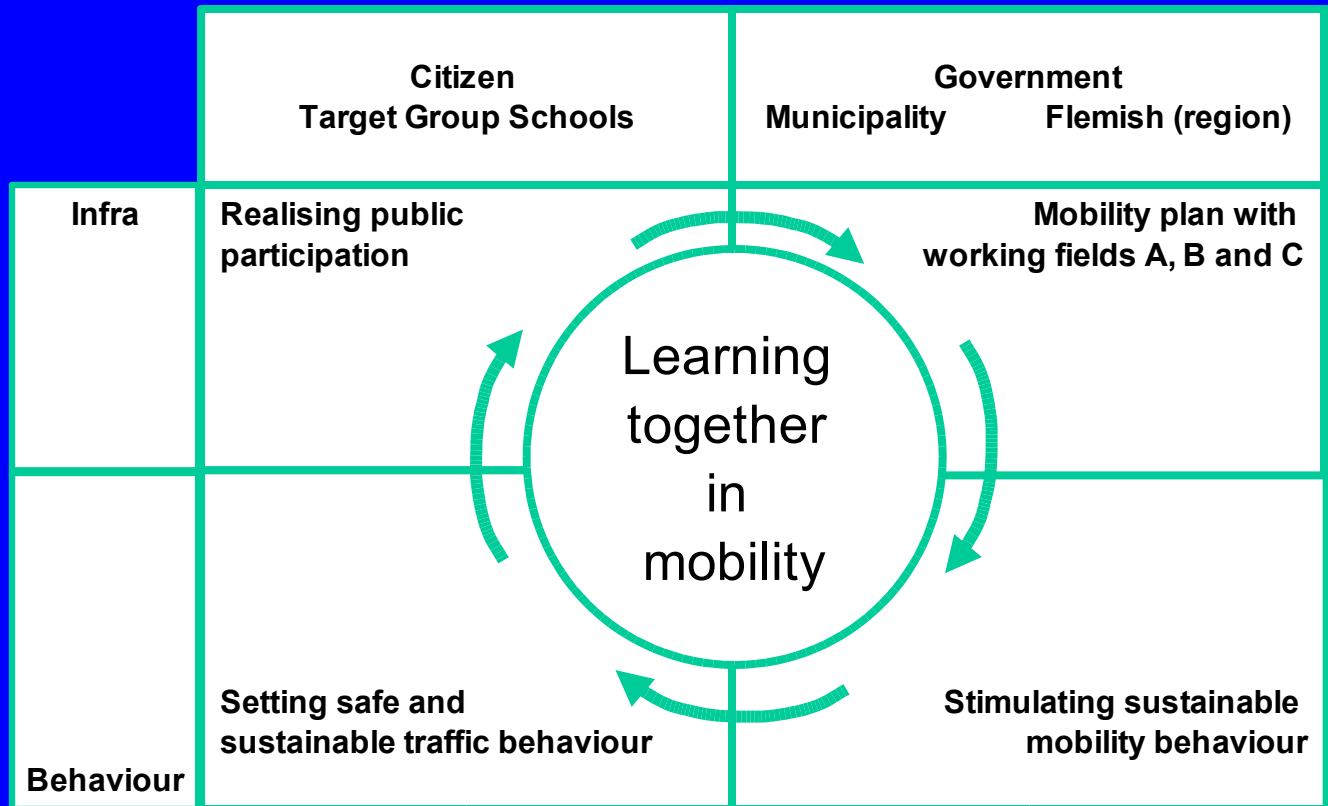 Citizen
Target Group Schools
Government
Municipality Flemish (region)
Infra
Realising public
participation
Mobility plan with
working fields A, B and C
Learning
together
in
mobility
Behaviour
Setting safe and
sustainable traffic behaviour
Stimulating sustainable
mobility behaviour